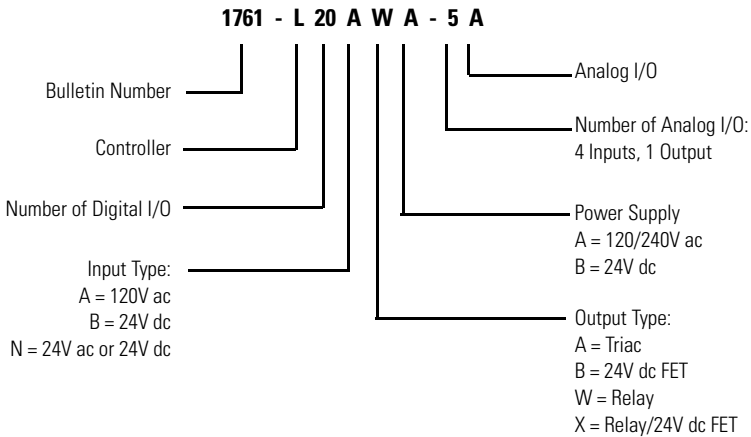 1761 - L 20 A W A - 5 A
Bulletin Number
Controller
Number of Digital I/O
Input Type:
A = 120V ac
B = 24V dc
N = 24V ac or 24V dc
Analog I/O
Number of Analog I/O:
4 Inputs, 1 Output
Power Supply
A = 120/240V ac
B = 24V dc
Output Type:
A = Triac
B = 24V dc FET
W = Relay
X = Relay/24V dc FET